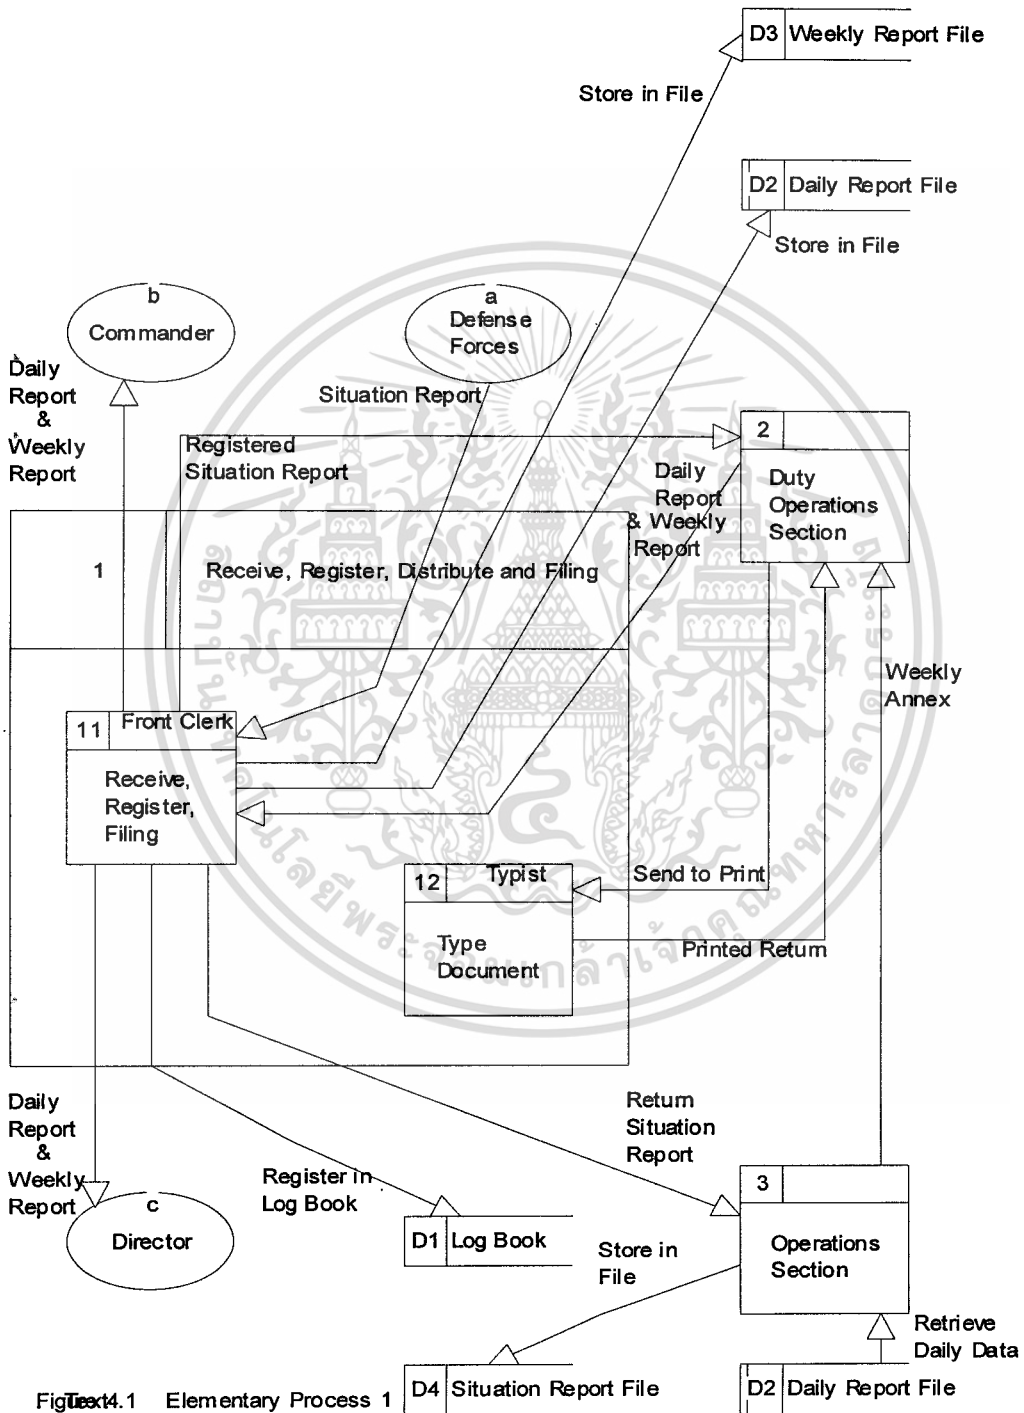 D3 Weekly Report File
Store in File
D2 Daily Report File
Store in File
b
Commander
a
Defense
Forces
Daily
Report
&
Weekly
Report
Situation Report
Registered
Situation Report
2
Duty
Operations
Section
Daily
Report
& Weekly
Report
1
Receive, Register, Distribute and Filing
Weekly
Annex
11 Front Clerk
Receive,
Register,
Filing
12 Typist
Type
Document
Send to Print
Printed Return
Daily
Report
&
Weekly
Report
c
Director
Register in
Log Book
D1 Log Book
Return
Situation
Report
3
Operations
Section
Store in
File
Retrieve
Daily Data
D4 Situation Report File
D2 Daily Report File
4.1 Elementary Process 1